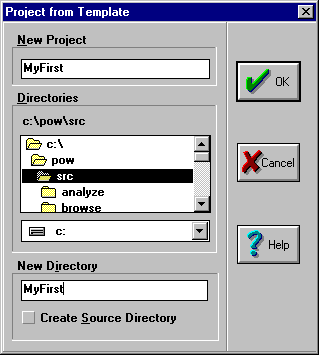 Project from Template
New Project
MyFirst
OK
Directories
c:\pow\src
c:\
pow
src
analyze
browse
Cancel
c:
Help
New Directory
MyFirst
Create Source Directory